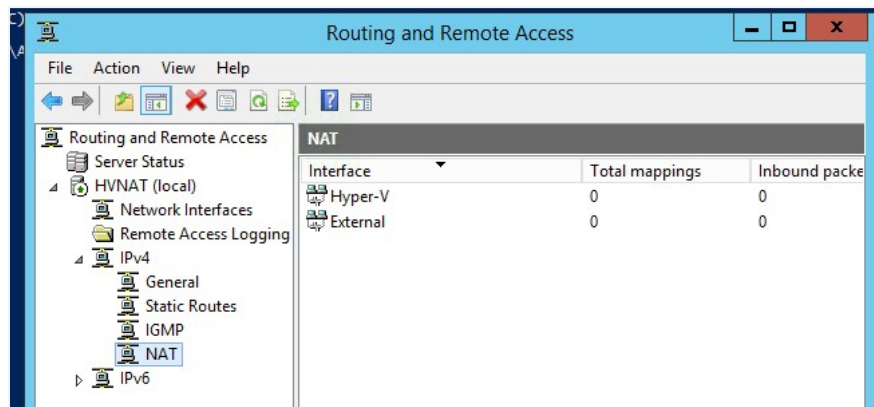 Routing and Remote Access
File Action View Help
Routing and Remote Access
Server Status
HVNAT (local)
Network Interfaces
Remote Access Logging
IPv4
General
Static Routes
IGMP
NAT
IPv6
NAT
Interface Total mappings Inbound packe
Hyper-V 0 0
External 0 0